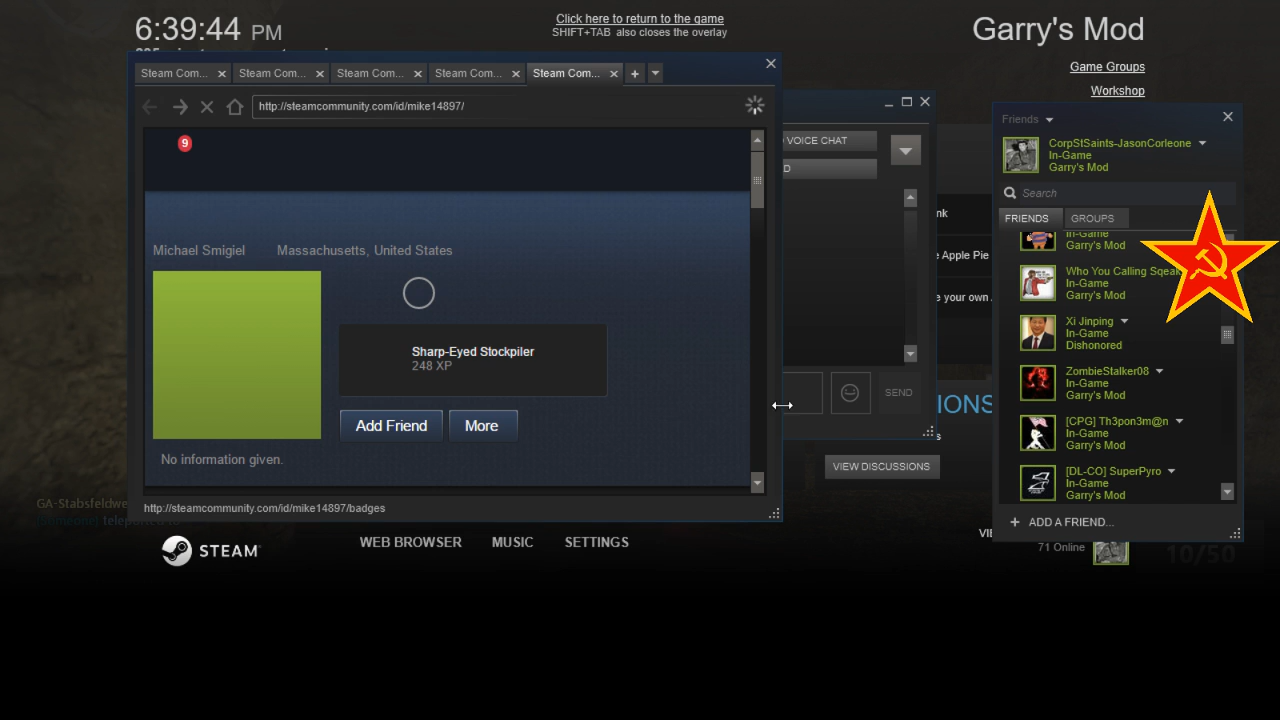 6:39:44 PM
Click here to return to the game
SHIFT+TAB also closes the overlay
Garry's Mod
Game Groups
Workshop
Steam Com...
Steam Com...
Steam Com...
Steam Com...
Steam Com...
http://steamcommunity.com/id/mike14897/
9
Michael Smigiel
Massachusetts, United States
Sharp-Eyed Stockpiler
248 XP
Add Friend
More
No information given.
http://steamcommunity.com/id/mike14897/badges
VOICE CHAT
SEND
Apple Pie
VIEW DISCUSSIONS
Friends
CorpStSaints-JasonCorleone
In-Game
Garry's Mod
Search
FRIENDS
GROUPS
In-Game
Garry's Mod
Who You Calling
In-Game
Garry's Mod
Xi Jinping
In-Game
Dishonored
ZombieStalker08
In-Game
Garry's Mod
[CPG] Th3pon3m@n
In-Game
Garry's Mod
[DL-CO] SuperPyro
In-Game
Garry's Mod
+ ADD A FRIEND...
71 Online
10/50
STEAM
WEB BROWSER
MUSIC
SETTINGS